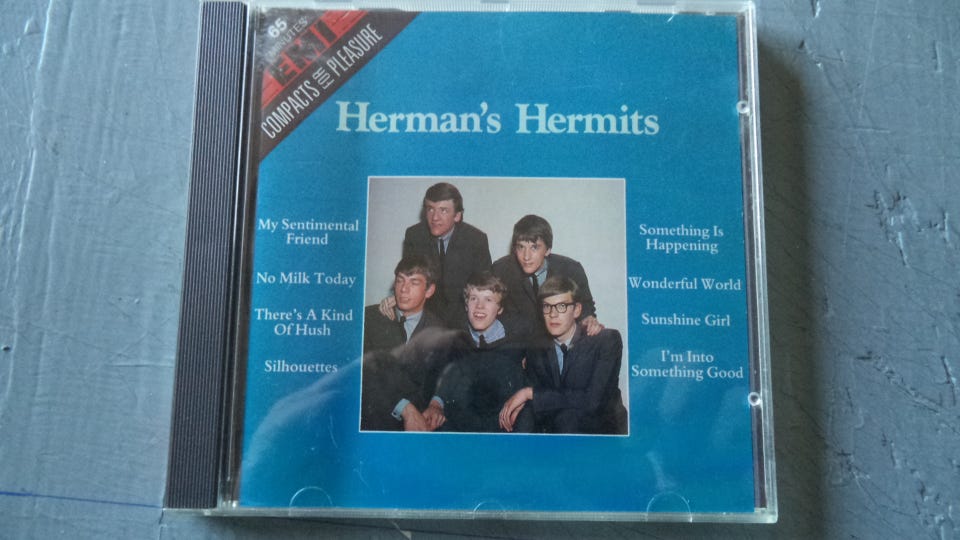 65
MINUTES
EMI
COMPACTS FOR PLEASURE
Herman's Hermits
My Sentimental
Friend
No Milk Today
There's A Kind
Of Hush
Silhouettes
Something Is
Happening
Wonderful World
Sunshine Girl
I'm Into
Something Good